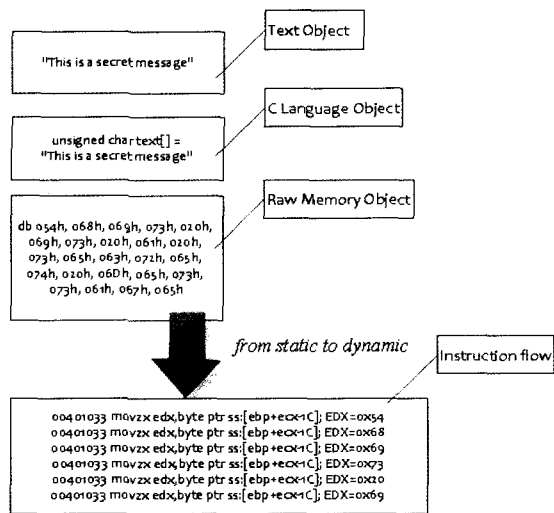 Text Object
"This is a secret message"
C Language Object
unsigned char text[] =
"This is a secret message"
Raw Memory Object
db 054h, 068h, 069h, 073h, 020h,
069h, 073h, 020h, 061h, 020h,
073h, 065h, 063h, 072h, 065h,
074h, 020h, 06Dh, 065h, 073h,
073h, 061h, 067h, 065h
from static to dynamic
Instruction flow
00401033 movzx edx,byte ptr ss:[ebp+ecx-1C]; EDX=0x54
00401033 movzx edx,byte ptr ss:[ebp+ecx-1C]; EDX=0x68
00401033 movzx edx,byte ptr ss:[ebp+ecx-1C]; EDX=0x69
00401033 movzx edx,byte ptr ss:[ebp+ecx-1C]; EDX=0x73
00401033 movzx edx,byte ptr ss:[ebp+ecx-1C]; EDX=0x20
00401033 movzx edx,byte ptr ss:[ebp+ecx-1C]; EDX=0x69